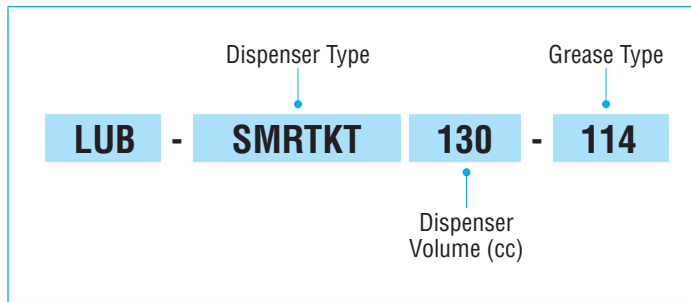 Dispenser Type Grease Type
LUB - SMRTKT 130 - 114
Dispenser
Volume (cc)